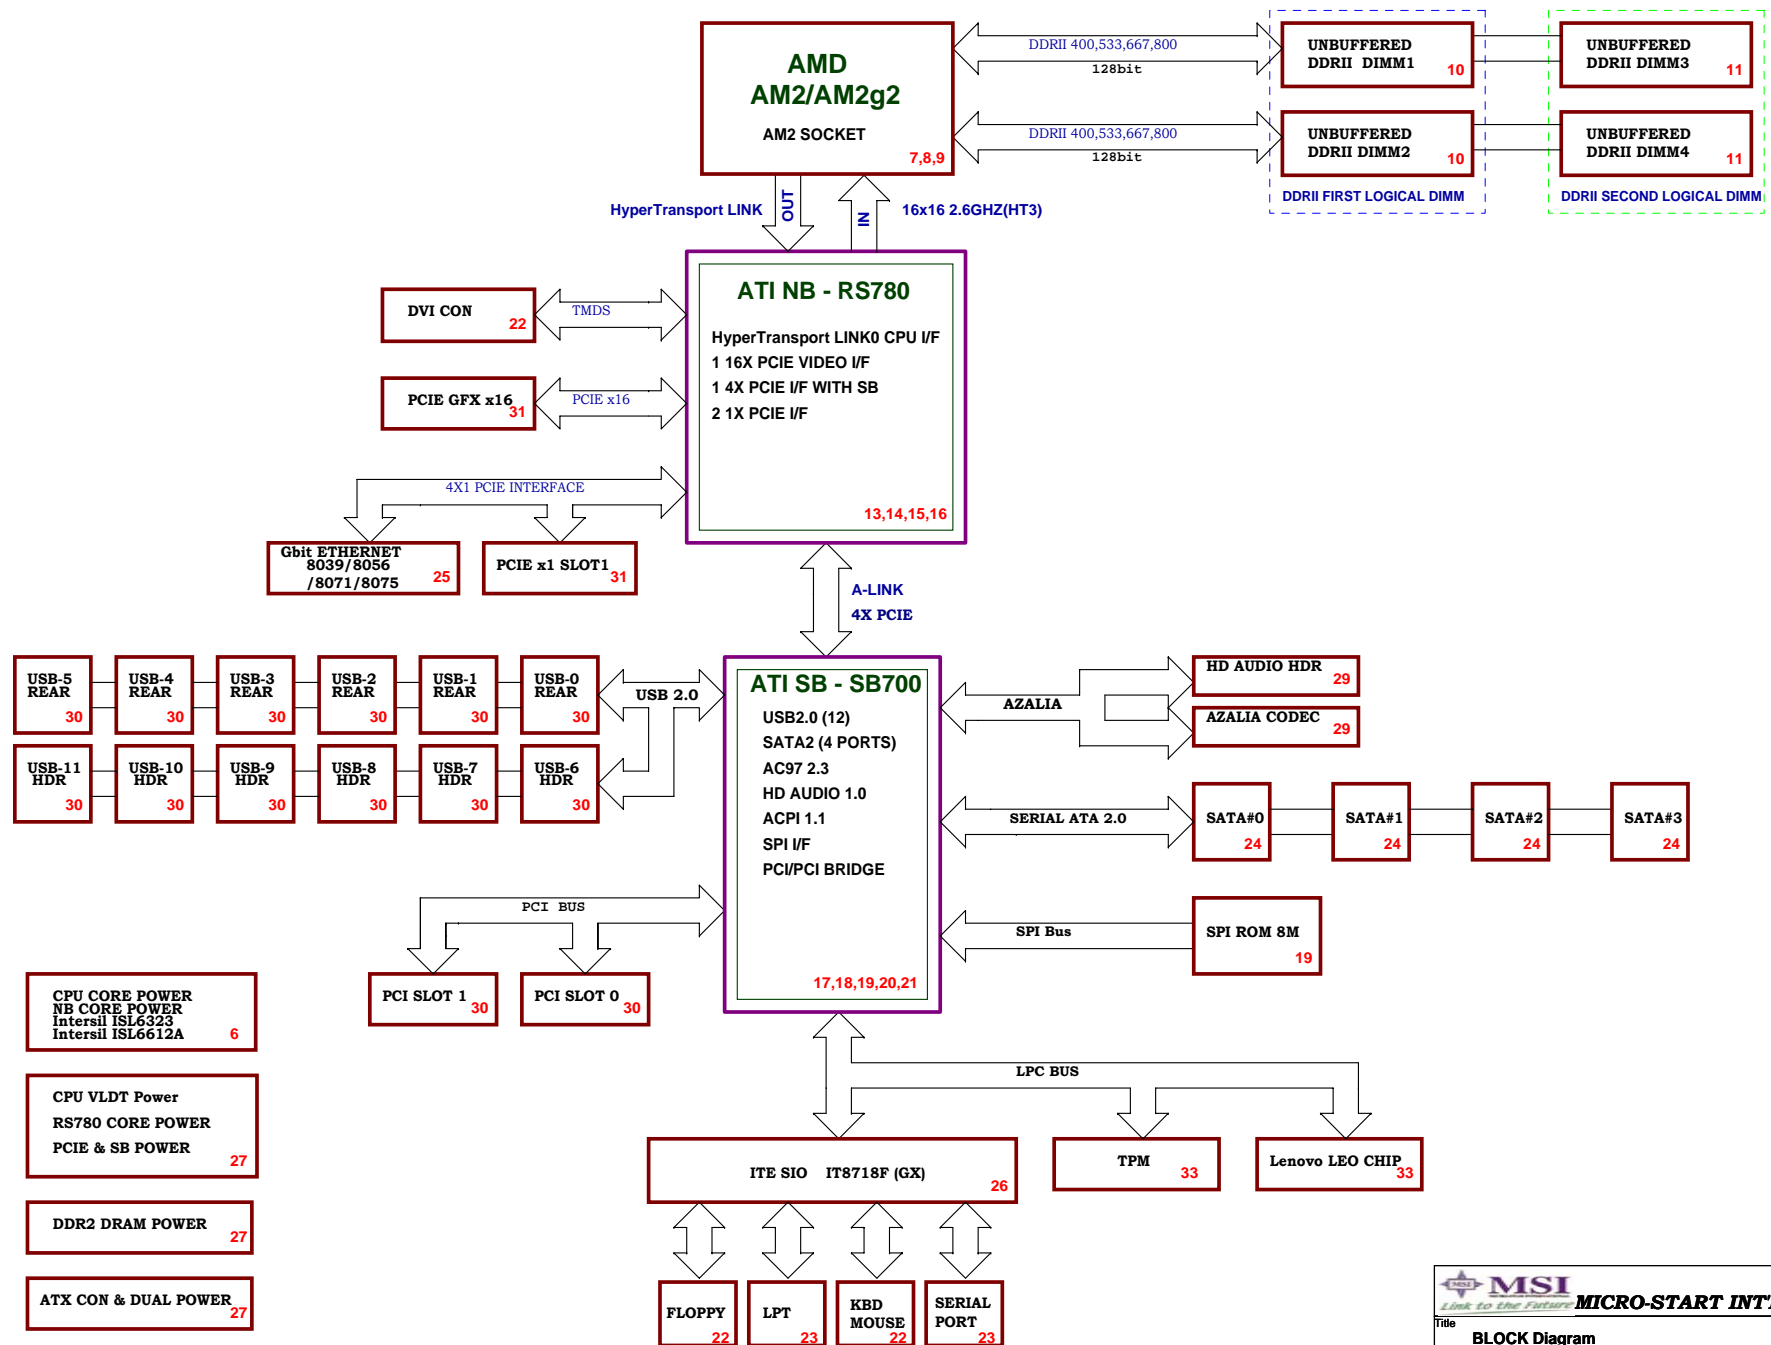 AMD
AM2/AM2g2
AM2 SOCKET
7,8,9
DDRII 400,533,667,800
128bit
UNBUFFERED
DDRII DIMM1
10
UNBUFFERED
DDRII DIMM3
11
DDRII 400,533,667,800
128bit
UNBUFFERED
DDRII DIMM2
10
UNBUFFERED
DDRII DIMM4
11
DDRII FIRST LOGICAL DIMM
DDRII SECOND LOGICAL DIMM
HyperTransport LINK
OUT
IN
16x16 2.6GHZ(HT3)
ATI NB - RS780
HyperTransport LINK0 CPU I/F
1 16X PCIE VIDEO I/F
1 4X PCIE I/F WITH SB
2 1X PCIE I/F
13,14,15,16
DVI CON
22
TMDS
PCIE GFX x16
31
PCIE x16
4X1 PCIE INTERFACE
Gbit ETHERNET
8039/8056
/8071/8075
25
PCIE x1 SLOT1
31
A-LINK
4X PCIE
USB-5
REAR
30
USB-4
REAR
30
USB-3
REAR
30
USB-2
REAR
30
USB-1
REAR
30
USB-0
REAR
30
USB 2.0
USB-11
HDR
30
USB-10
HDR
30
USB-9
HDR
30
USB-8
HDR
30
USB-7
HDR
30
USB-6
HDR
30
ATI SB - SB700
USB2.0 (12)
SATA2 (4 PORTS)
AC97 2.3
HD AUDIO 1.0
ACPI 1.1
SPI I/F
PCI/PCI BRIDGE
17,18,19,20,21
AZALIA
HD AUDIO HDR
29
AZALIA CODEC
29
SERIAL ATA 2.0
SATA#0
24
SATA#1
24
SATA#2
24
SATA#3
24
SPI Bus
SPI ROM 8M
19
PCI BUS
PCI SLOT 1
30
PCI SLOT 0
30
CPU CORE POWER
NB CORE POWER
Intersil ISL6323
Intersil ISL6612A
6
CPU VLDT Power
RS780 CORE POWER
PCIE & SB POWER
27
DDR2 DRAM POWER
27
ATX CON & DUAL POWER
27
LPC BUS
ITE SIO IT8718F (GX)
26
TPM
33
Lenovo LEO CHIP
33
FLOPPY
22
LPT
23
KBD
MOUSE
22
SERIAL
PORT
23
MSI
MSI
Link to the Future
MICRO-START INT'
Title
BLOCK Diagram